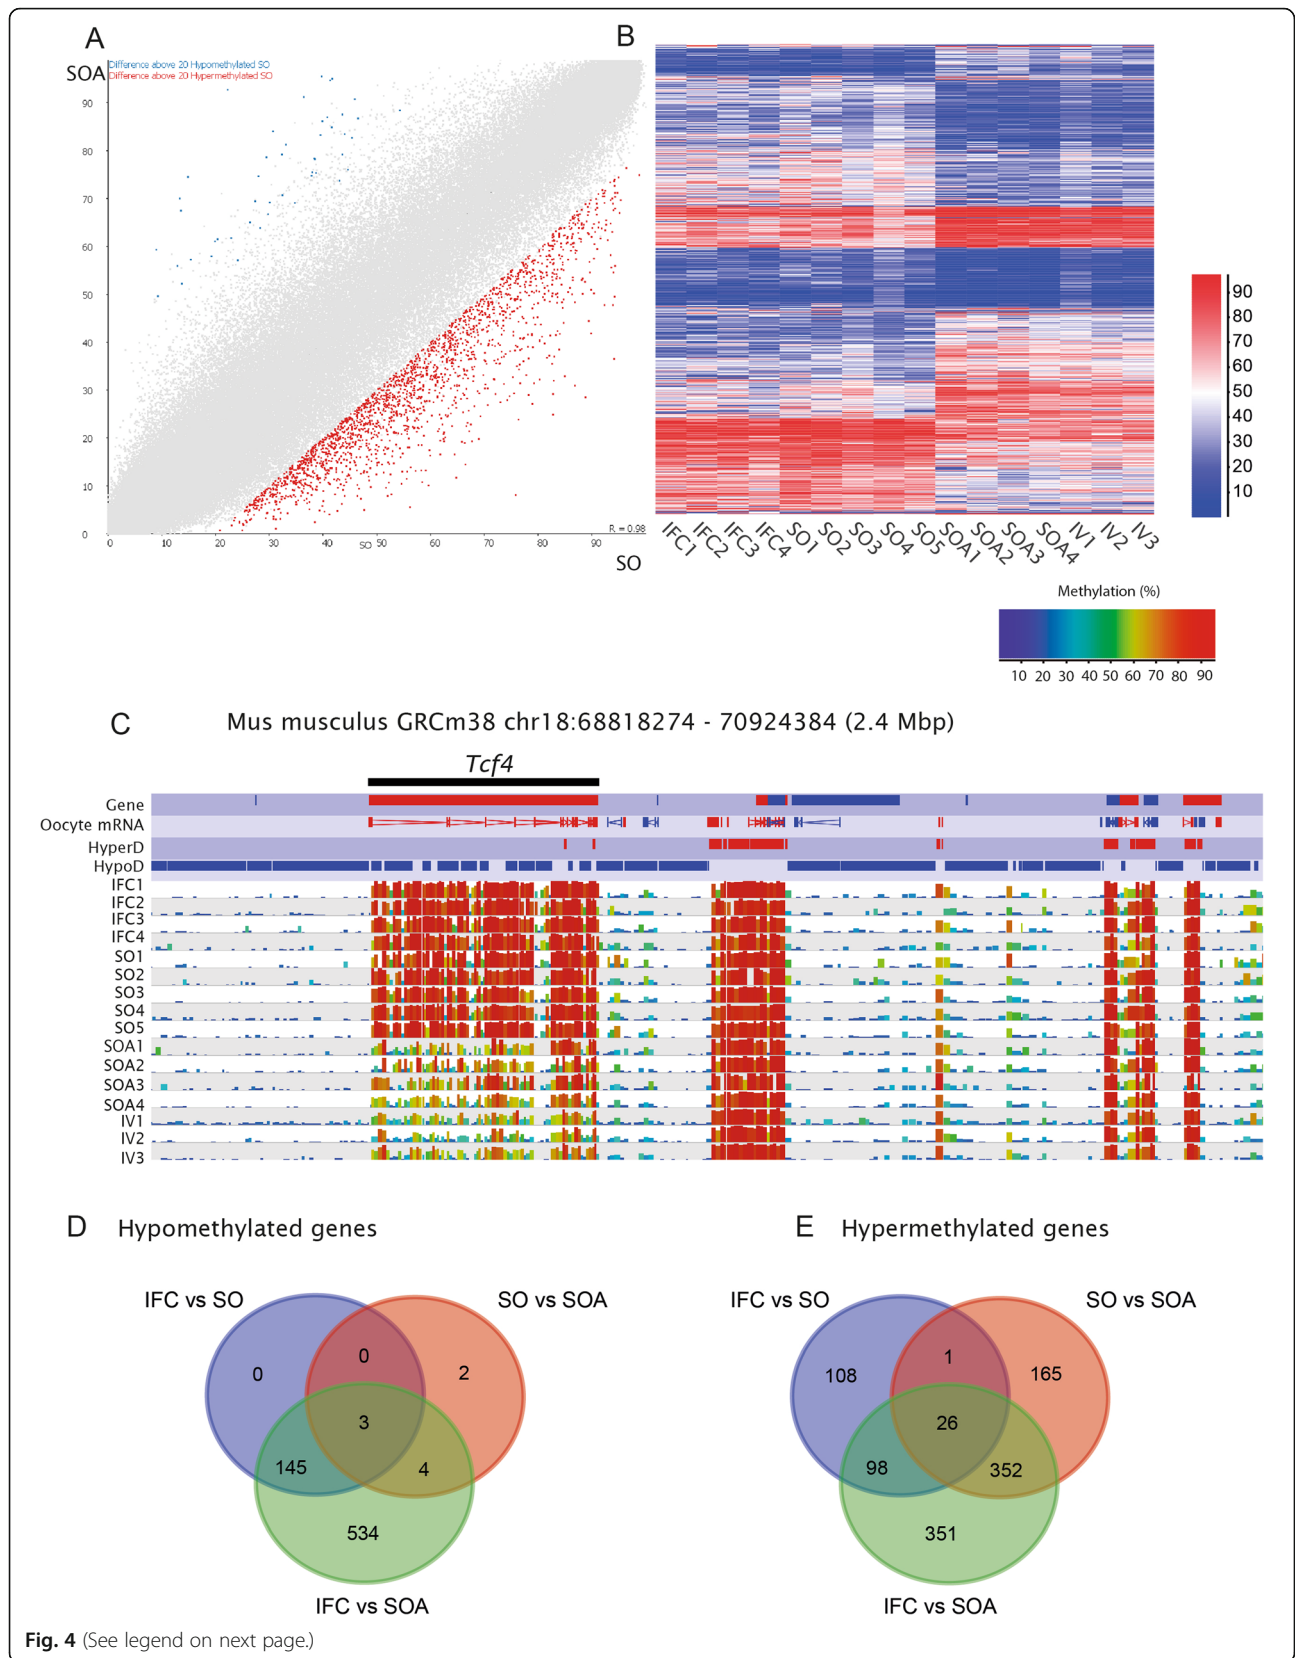 A
SOA
Difference above 20 Hypomethylated SO
Difference above 20 Hypermethylated SO
90
80
70
60
50
40
30
20
10
0
0 10 20 30 40 SO 50 60 70 80 90
R = 0.98
SO
B
IFC1 IFC2 IFC3 IFC4 SO1 SO2 SO3 SO4 SO5 SOA1 SOA2 SOA3 SOA4 IV1 IV2 IV3
90
80
70
60
50
40
30
20
10
Methylation (%)
10 20 30 40 50 60 70 80 90
C Mus musculus GRCm38 chr18:68818274 - 70924384 (2.4 Mbp)
Tcf4
Gene
Oocyte mRNA
HyperD
HypoD
IFC1
IFC2
IFC3
IFC4
SO1
SO2
SO3
SO4
SO5
SOA1
SOA2
SOA3
SOA4
IV1
IV2
IV3
D Hypomethylated genes
IFC vs SO
SO vs SOA
0
0
2
3
145
4
534
IFC vs SOA
E Hypermethylated genes
IFC vs SO
SO vs SOA
108
1
165
26
98
352
351
IFC vs SOA
Fig. 4 (See legend on next page.)